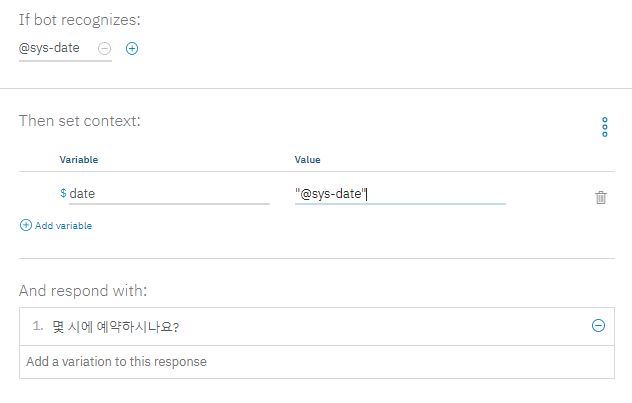 If bot recognizes:
@sys-date
Then set context:
Variable Value
$ date "@sys-date"
Add variable
And respond with:
1. 몇 시에 예약하시나요?
Add a variation to this response